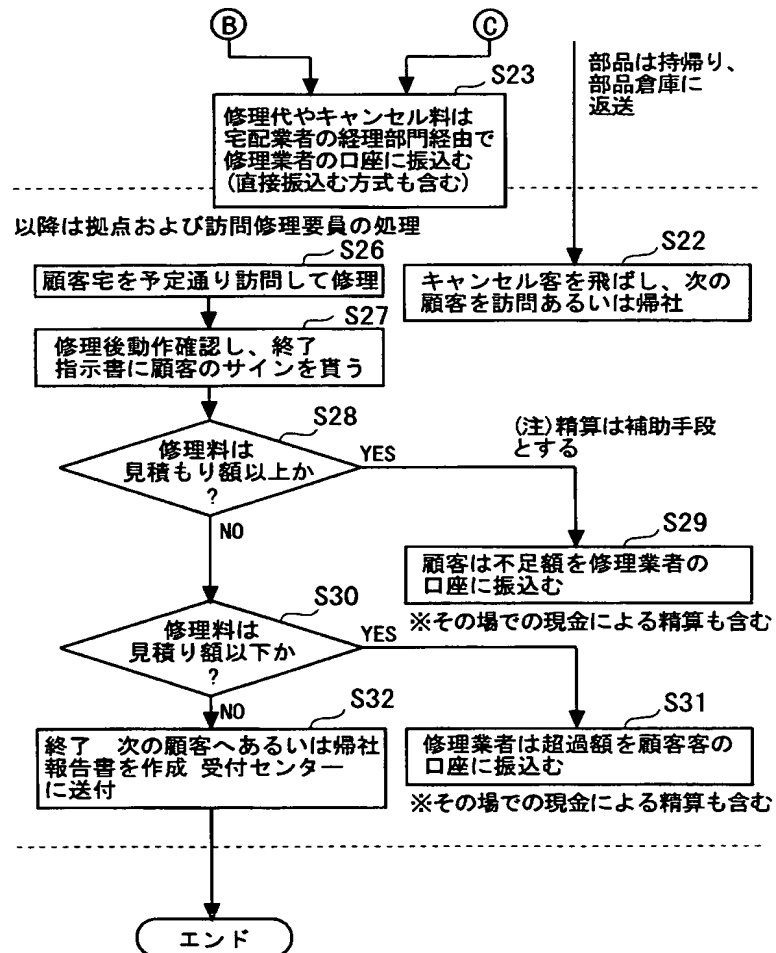 B
C
部品は持帰り、
部品倉庫に
返送
S23
修理代やキャンセル料は
宅配業者の経理部門経由で
修理業者の口座に振込む
(直接振込む方式も含む)
以降は拠点および訪問修理要員の処理
S26
顧客宅を予定通り訪問して修理
S22
キャンセル客を飛ばし、次の
顧客を訪問あるいは帰社
S27
修理後動作確認し、終了
指示書に顧客のサインを貰う
S28
修理料は
見積もり額以上か
?
YES
NO
(注)精算は補助手段
とする
S29
顧客は不足額を修理業者の
口座に振込む
※その場での現金による精算も含む
S30
修理料は
見積り額以下か
?
YES
NO
S31
修理業者は超過額を顧客客の
口座に振込む
※その場での現金による精算も含む
S32
終了 次の顧客へあるいは帰社
報告書を作成 受付センター
に送付
エンド